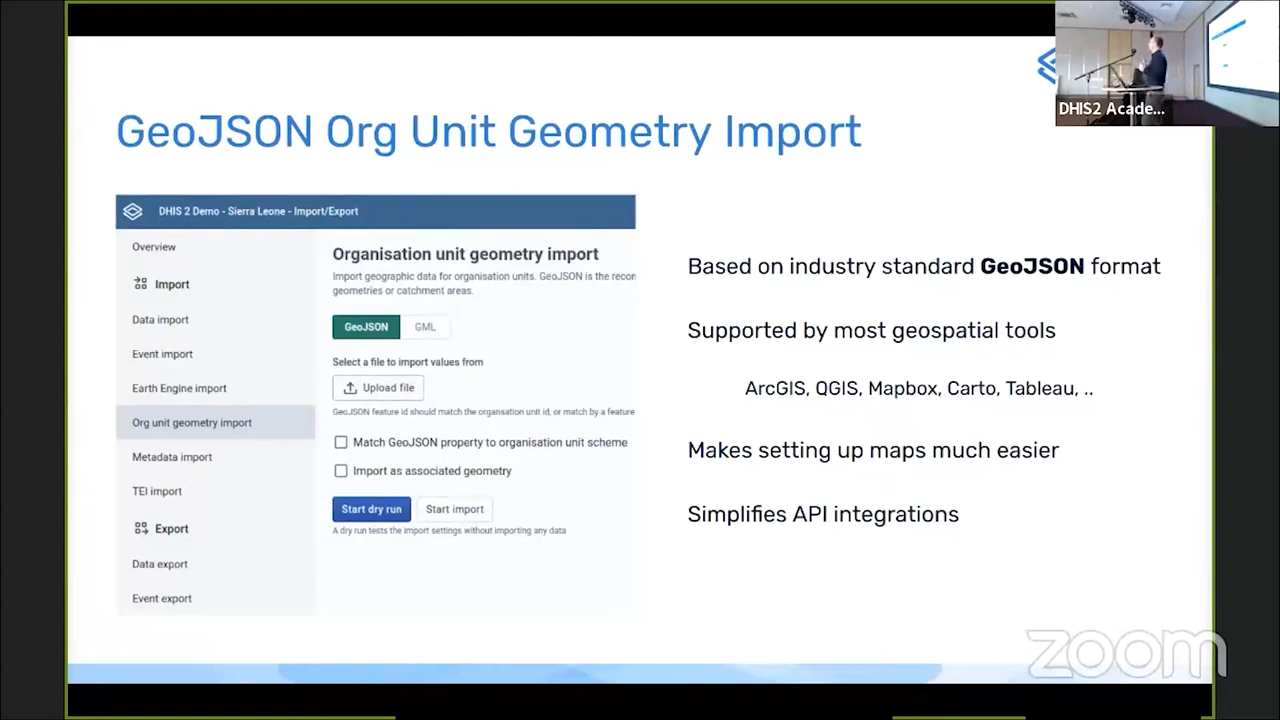 GeoJSON Org Unit Geometry Import
DHIS2 Acade...
DHIS 2 Demo - Sierra Leone - Import/Export
Overview
Import
Data import
Event import
Earth Engine import
Org unit geometry import
Metadata import
TEI import
Export
Data export
Event export
Organisation unit geometry import
Import geographic data for organisation units. GeoJSON is the recon
geometries or catchment areas.
GeoJSON GML
Select a file to import values from
Upload file
GeoJSON feature id should match the organsation unit id, or match by a feature
Match GeoJSON property to organisation unit scheme
Import as associated geometry
Start dry run Start import
A dry run tests the import settings without importing any data
Based on industry standard GeoJSON format
Supported by most geospatial tools
ArcGIS, QGIS, Mapbox, Carto, Tableau, ..
Makes setting up maps much easier
Simplifies API integrations
zoom